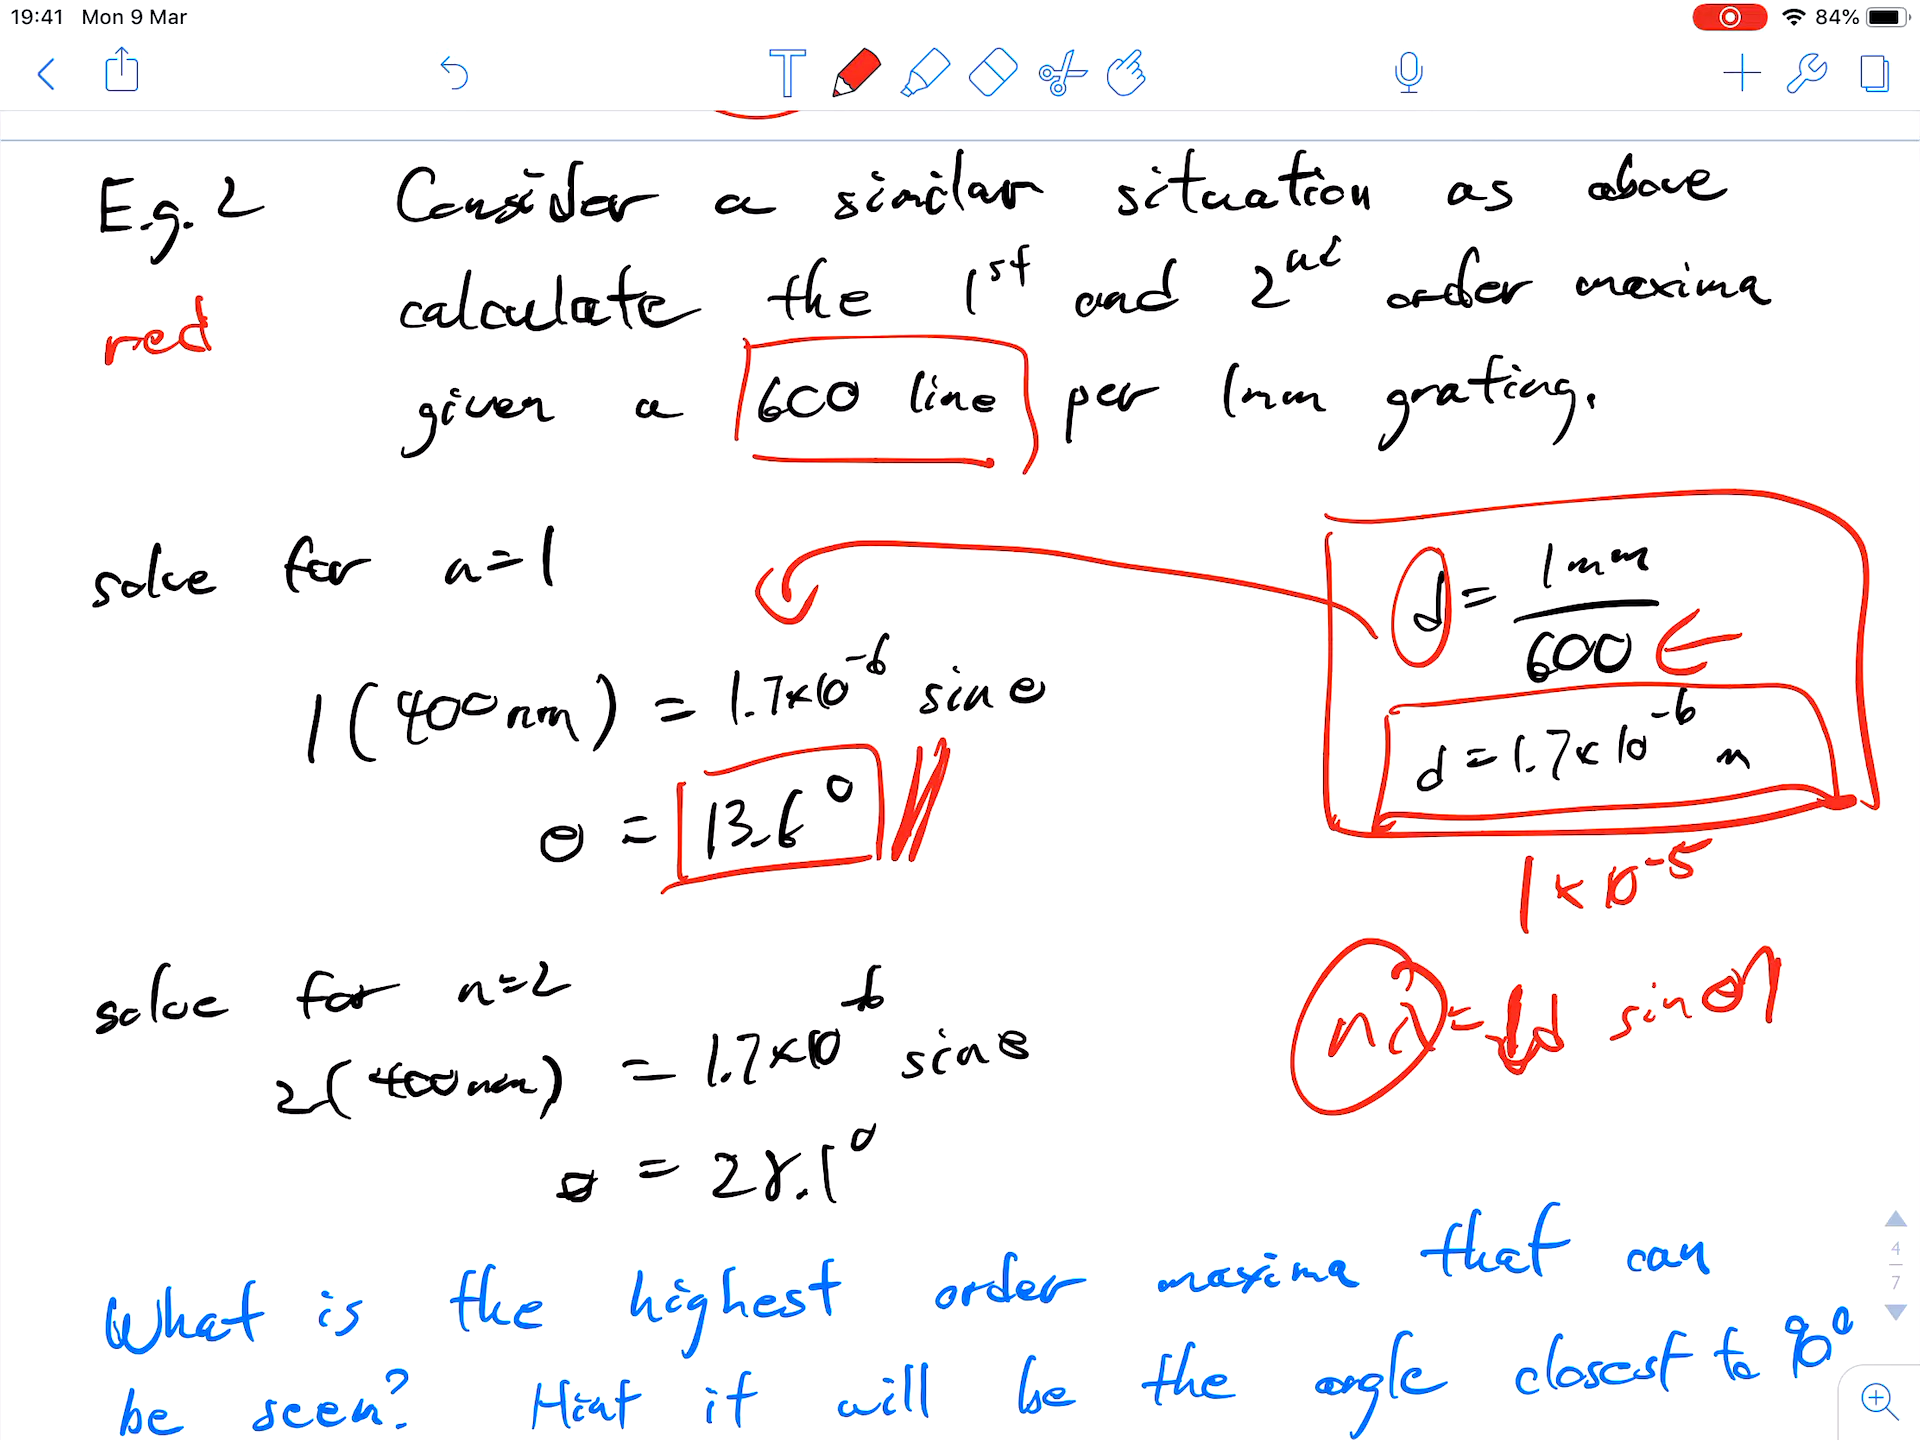 19:41 Mon 9 Mar
84%
E.g. 2 Consider a similar situation as above
red calculate the 1st and 2nd order maxima
given a 600 line per 1mm grating.
solve for n=1
d = 1mm / 600
1(400nm) = 1.7×10^-6 sin θ
d = 1.7×10^-6 m
θ = 13.6°
1×10^-5
solve for n=2
nλ = d sin θ
2(400nm) = 1.7×10^-6 sin θ
θ = 28.1°
What is the highest order maxima that can
be seen? Hint it will be the angle closest to 90°
4
7